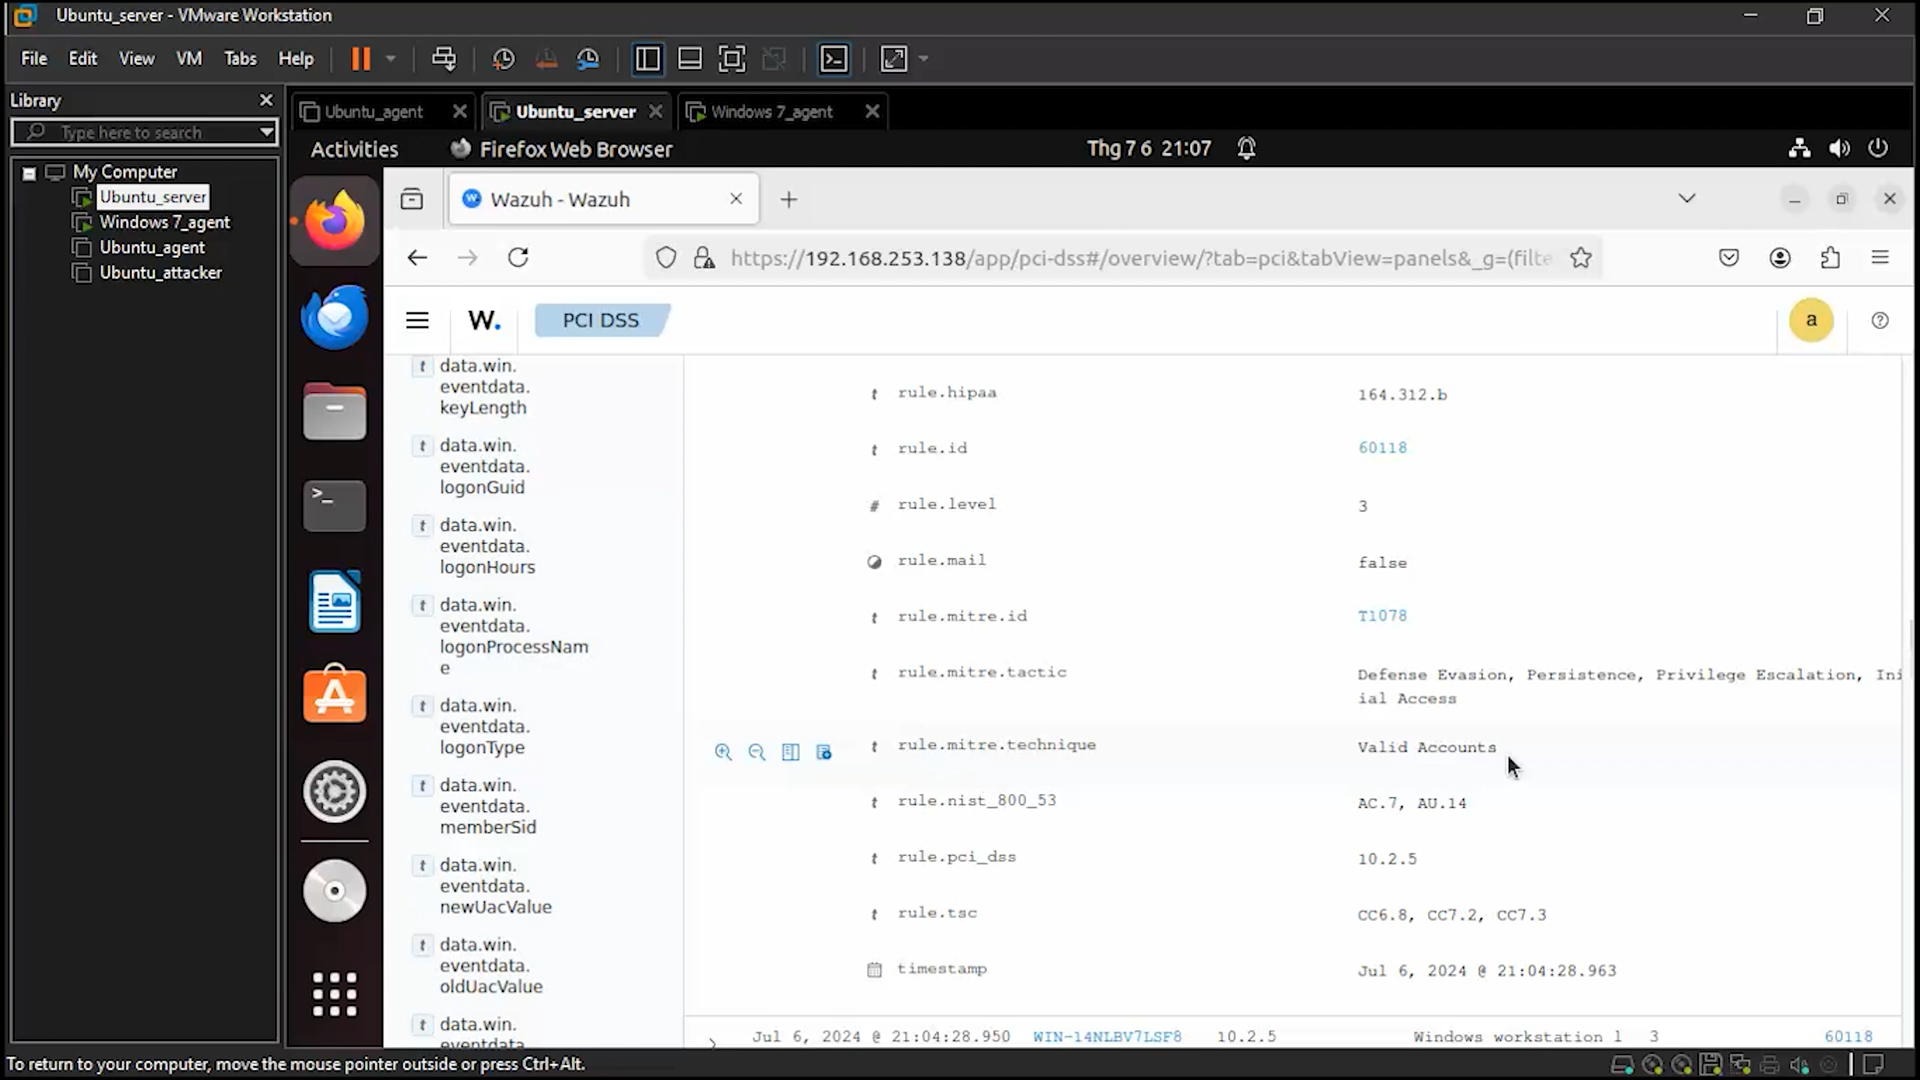 Ubuntu_server - VMware Workstation
File Edit View VM Tabs Help
Library
Type here to search
My Computer
Ubuntu_server
Windows 7_agent
Ubuntu_agent
Ubuntu_attacker
Ubuntu_agent
Ubuntu_server
Windows 7_agent
Activities
Firefox Web Browser
Thg 7 6 21:07
Wazuh - Wazuh
https://192.168.253.138/app/pci-dss#/overview/?tab=pci&tabView=panels&_g=(filte
W.
PCI DSS
a
t data.win.
eventdata.
keyLength
t data.win.
eventdata.
logonGuid
t data.win.
eventdata.
logonHours
t data.win.
eventdata.
logonProcessNam
e
t data.win.
eventdata.
logonType
t data.win.
eventdata.
memberSid
t data.win.
eventdata.
newUacValue
t data.win.
eventdata.
oldUacValue
t data.win.
eventdata.
t rule.hipaa 164.312.b
t rule.id 60118
# rule.level 3
rule.mail false
t rule.mitre.id T1078
t rule.mitre.tactic Defense Evasion, Persistence, Privilege Escalation, Ini
ial Access
t rule.mitre.technique Valid Accounts
t rule.nist_800_53 AC.7, AU.14
t rule.pci_dss 10.2.5
t rule.tsc CC6.8, CC7.2, CC7.3
timestamp Jul 6, 2024 @ 21:04:28.963
Jul 6, 2024 @ 21:04:28.950 WIN-14NLBV7LSF8 10.2.5 Windows workstation l 3 60118
To return to your computer, move the mouse pointer outside or press Ctrl+Alt.